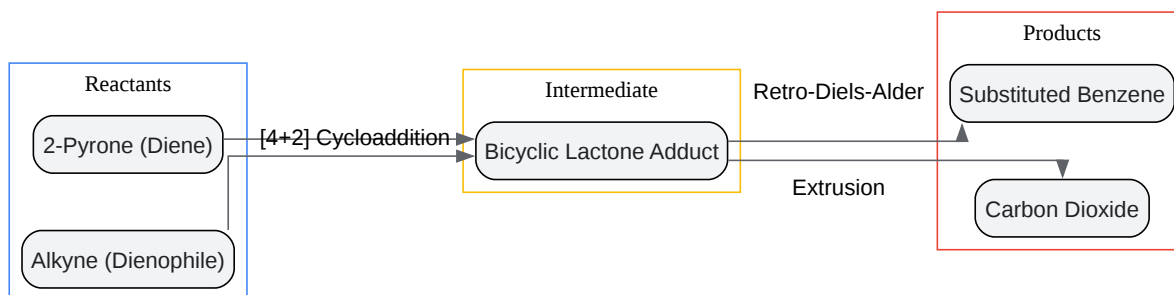 Reactants
2-Pyrone (Diene)
Alkyne (Dienophile)
[4+2] Cycloaddition
Intermediate
Bicyclic Lactone Adduct
Retro-Diels-Alder
Extrusion
Products
Substituted Benzene
Carbon Dioxide